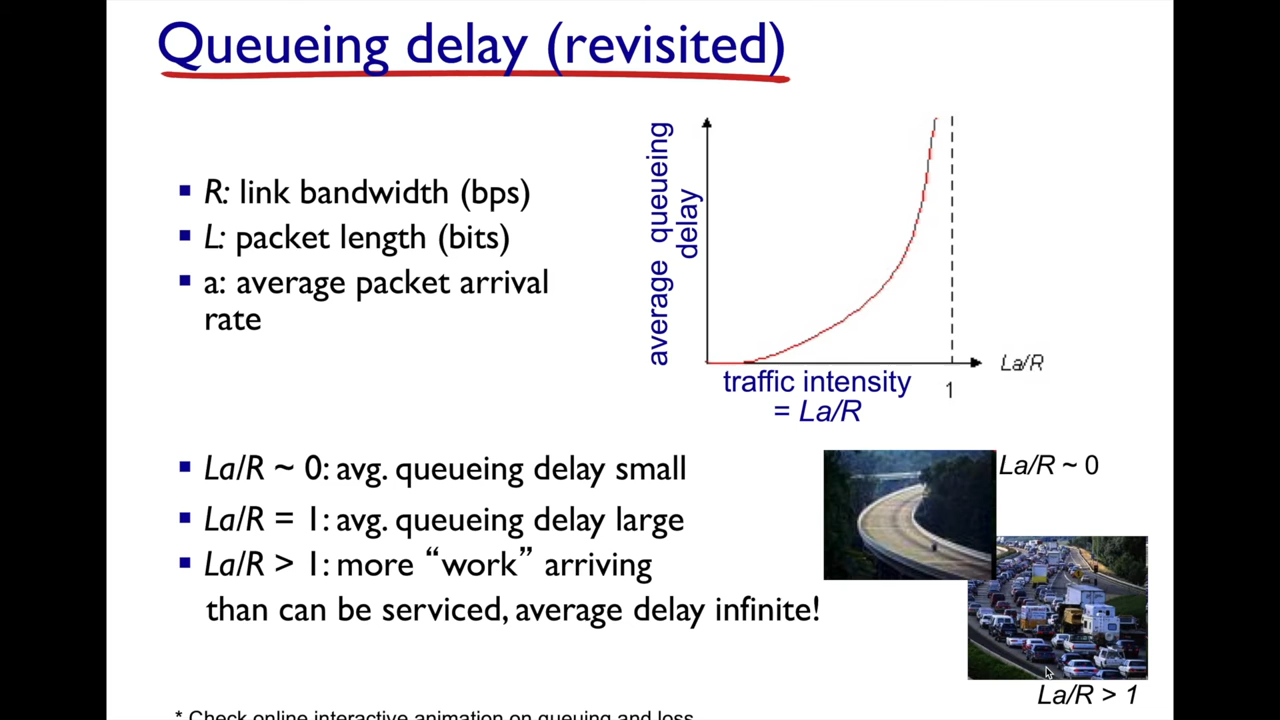 Queueing delay (revisited)
R: link bandwidth (bps)
L: packet length (bits)
a: average packet arrival
rate
average queueing
delay
La/R
traffic intensity
1
= La/R
La/R ~ 0: avg. queueing delay small
La/R = 1: avg. queueing delay large
La/R > 1: more “work” arriving
than can be serviced, average delay infinite!
La/R ~ 0
La/R > 1
* Check online interactive animation on queuing and loss